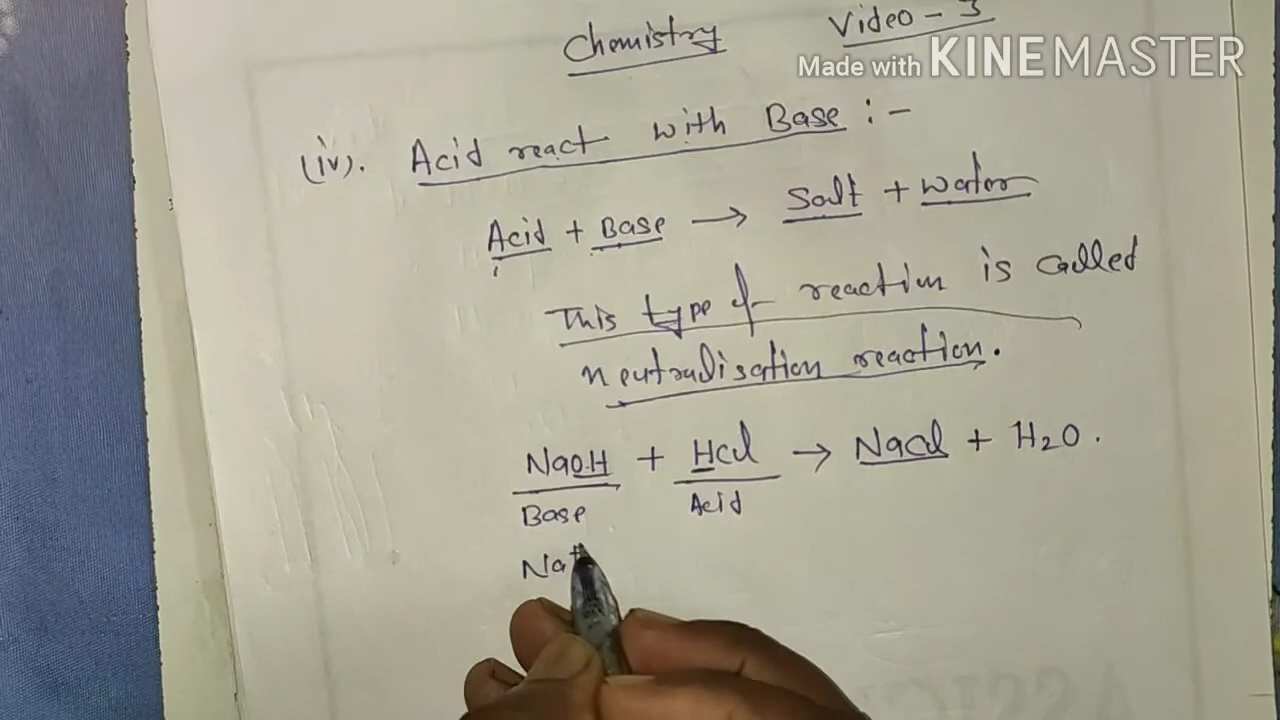 Chemistry Video - 3
Made with KINEMASTER
(iv). Acid react with Base :-
Acid + Base → Salt + Water
This type of reaction is called
neutralisation reaction.
NaOH + Hcl → Nacl + H₂O.
Base Acid
Na⁺